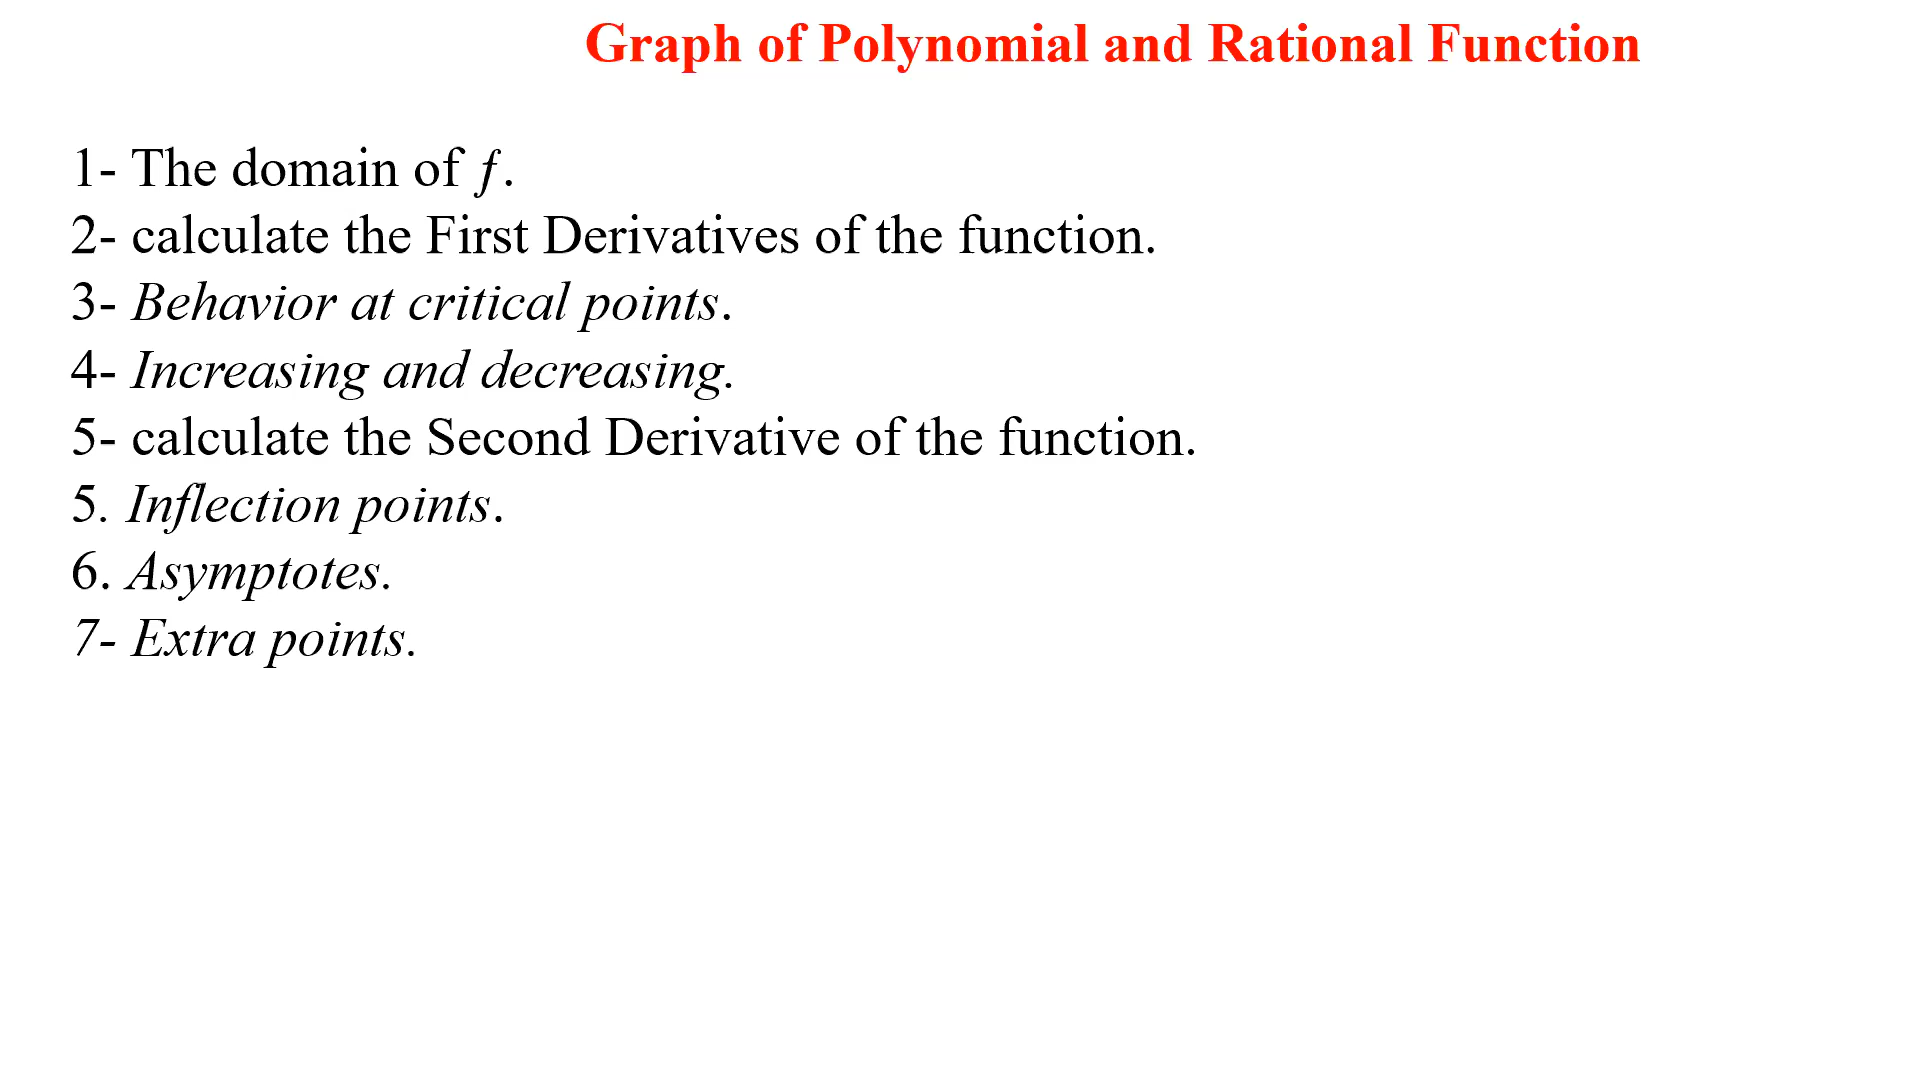 Graph of Polynomial and Rational Function
1- The domain of f.
2- calculate the First Derivatives of the function.
3- Behavior at critical points.
4- Increasing and decreasing.
5- calculate the Second Derivative of the function.
5. Inflection points.
6. Asymptotes.
7- Extra points.